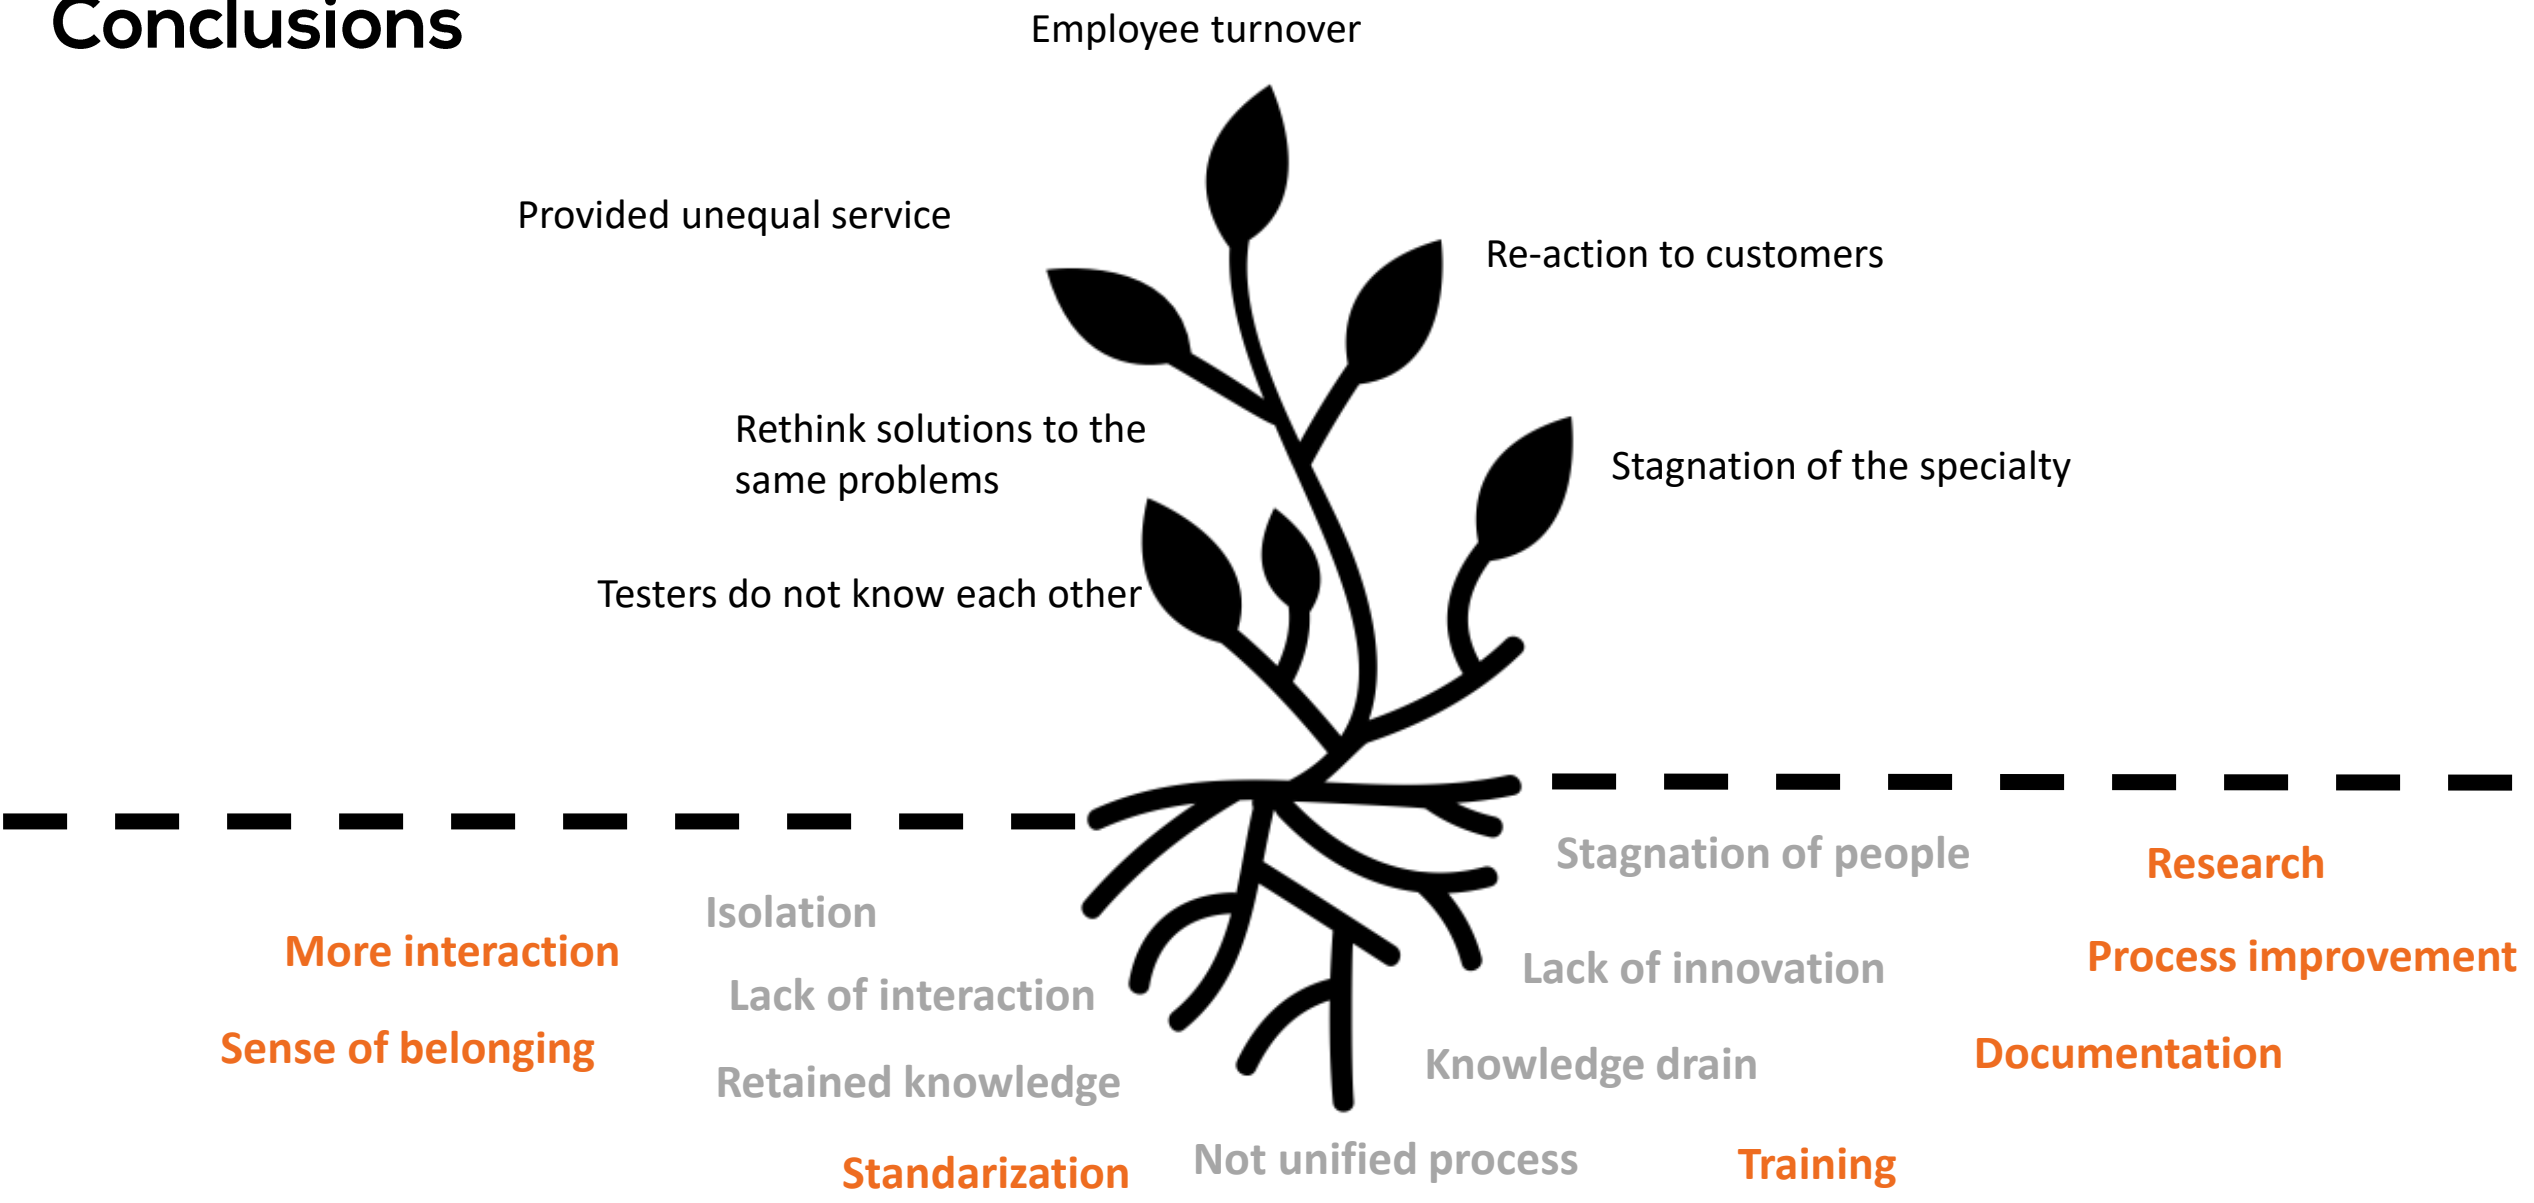 Conclusions
Employee turnover
Provided unequal service
Re-action to customers
Rethink solutions to the
same problems
Stagnation of the specialty
Testers do not know each other
Stagnation of people
Research
Isolation
More interaction
Lack of interaction
Lack of innovation
Process improvement
Sense of belonging
Retained knowledge
Knowledge drain
Documentation
Standarization
Not unified process
Training